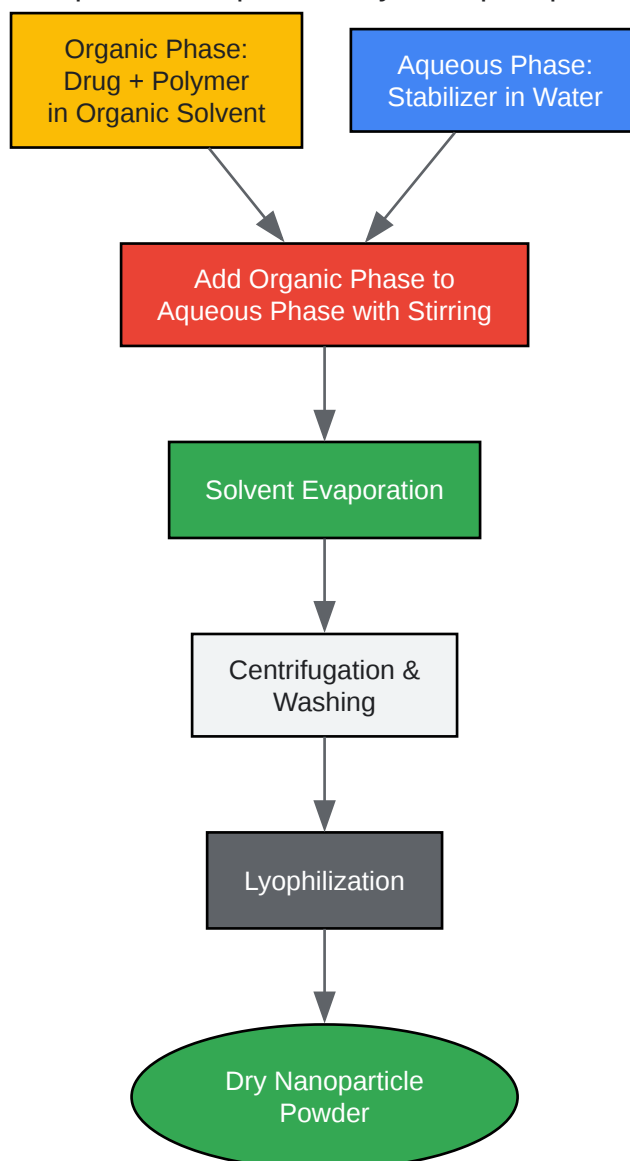 Organic Phase:
Drug + Polymer
in Organic Solvent
Aqueous Phase:
Stabilizer in Water
Add Organic Phase to
Aqueous Phase with Stirring
Solvent Evaporation
Centrifugation &
Washing
Lyophilization
Dry Nanoparticle
Powder